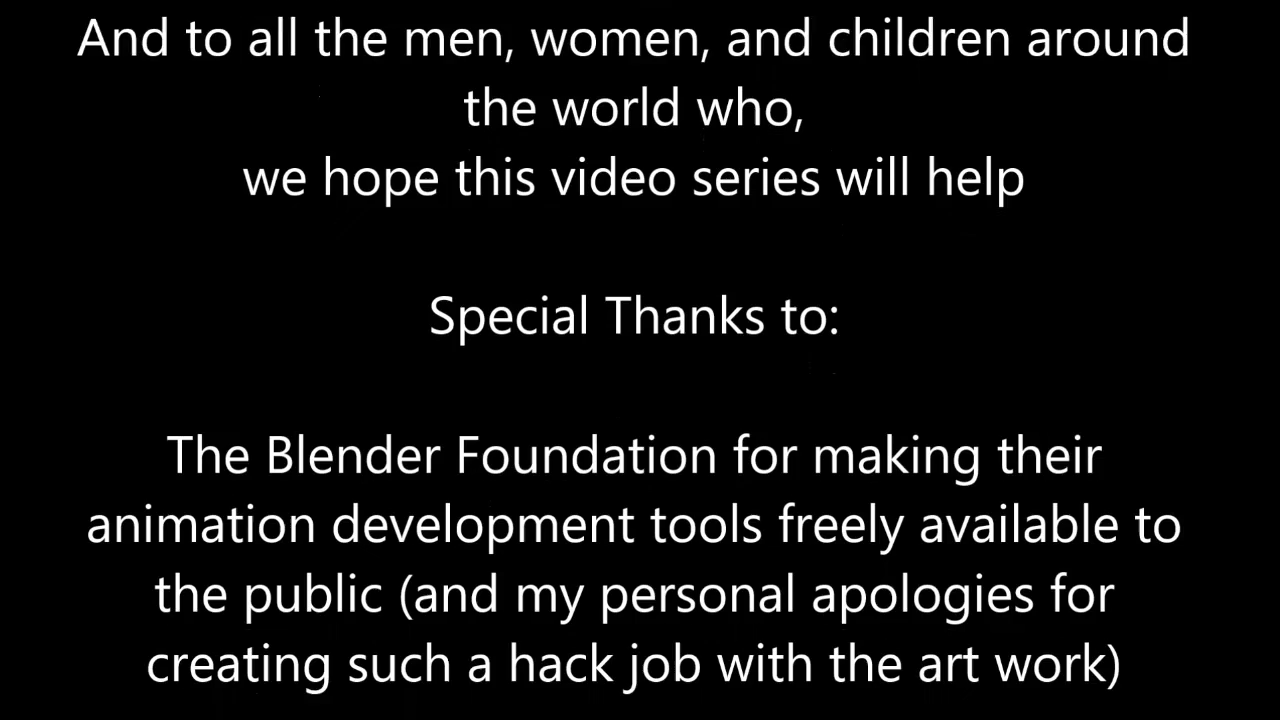 And to all the men, women, and children around
the world who,
we hope this video series will help
Special Thanks to:
The Blender Foundation for making their
animation development tools freely available to
the public (and my personal apologies for
creating such a hack job with the art work)